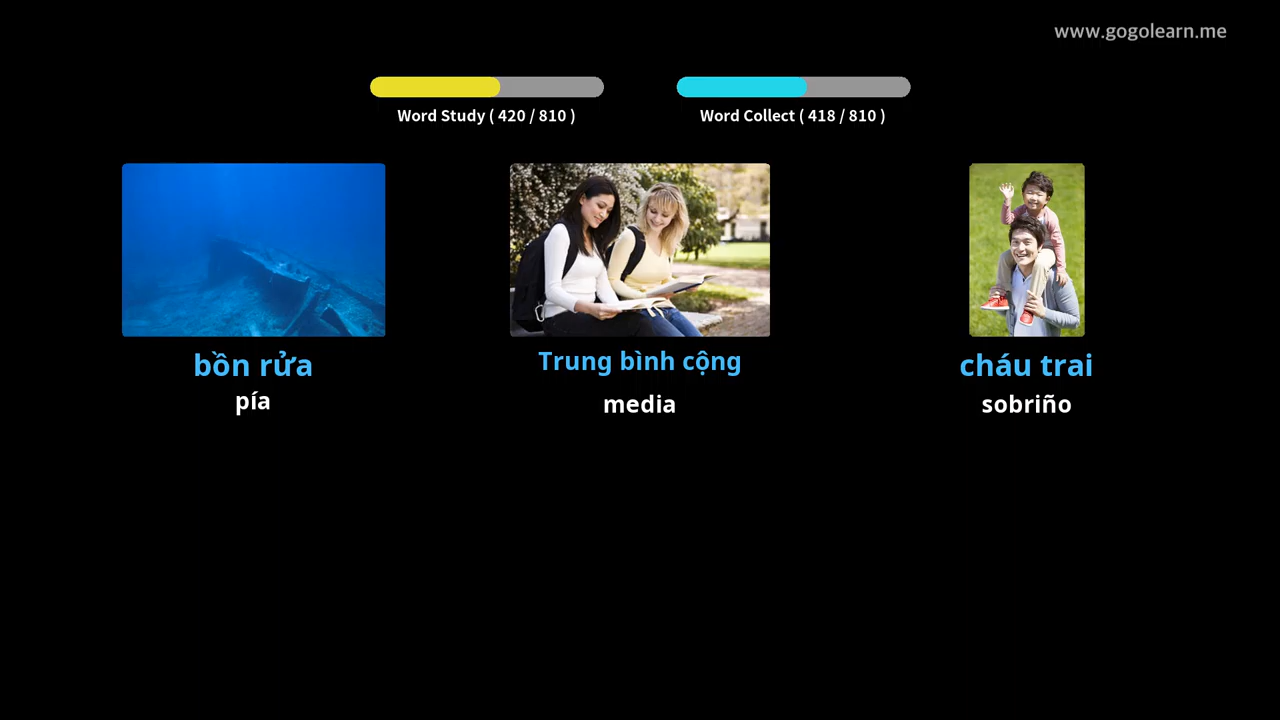 www.gogolearn.me
Word Study ( 420 / 810 )
Word Collect ( 418 / 810 )
bồn rửa
pía
Trung bình cộng
media
cháu trai
sobriño